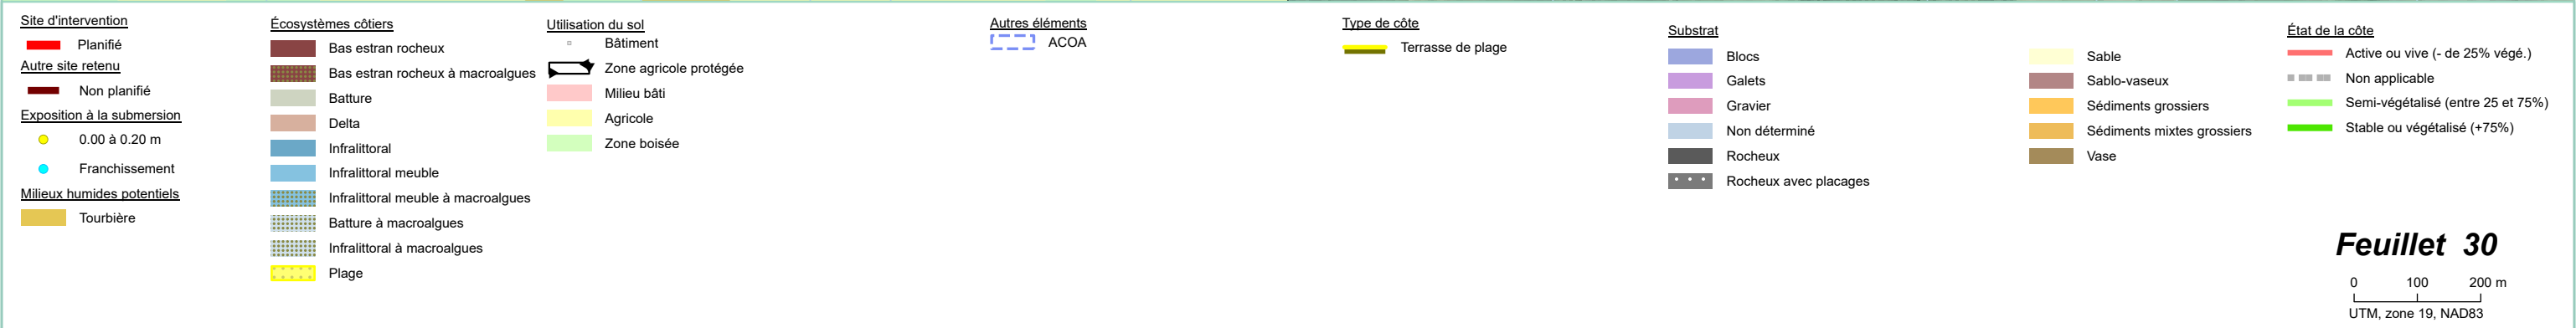 Site d'intervention
Planifié
Autre site retenu
Non planifié
Exposition à la submersion
0.00 à 0.20 m
Franchissement
Milieux humides potentiels
Tourbière
Écosystèmes côtiers
Bas estran rocheux
Bas estran rocheux à macroalgues
Batture
Delta
Infralittoral
Infralittoral meuble
Infralittoral meuble à macroalgues
Batture à macroalgues
Infralittoral à macroalgues
Plage
Utilisation du sol
Bâtiment
Zone agricole protégée
Milieu bâti
Agricole
Zone boisée
Autres éléments
ACOA
Type de côte
Terrasse de plage
Substrat
Blocs
Galets
Gravier
Non déterminé
Rocheux
Rocheux avec placages
Sable
Sablo-vaseux
Sédiments grossiers
Sédiments mixtes grossiers
Vase
État de la côte
Active ou vive (- de 25% végé.)
Non applicable
Semi-végétalisé (entre 25 et 75%)
Stable ou végétalisé (+75%)
Feuillet 30
0 100 200 m
UTM, zone 19, NAD83